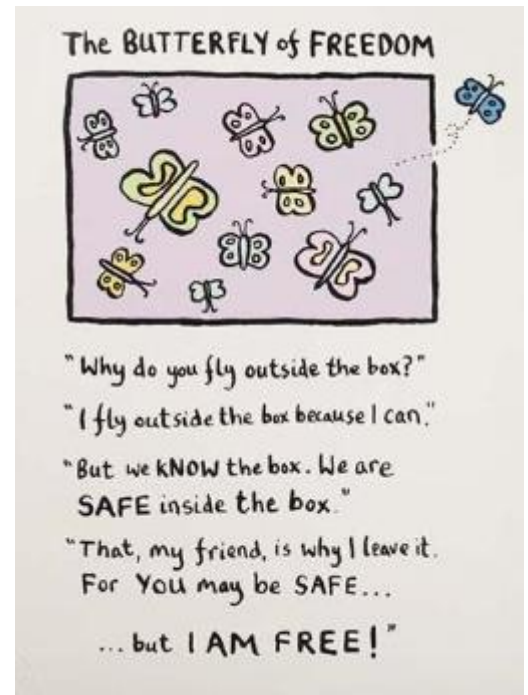 The BUTTERFLY of FREEDOM
"Why do you fly outside the box?"
"I fly outside the box because I can."
"But we KNOW the box. We are
SAFE inside the box."
"That, my friend, is why I leave it.
For YOU may be SAFE...
...but I AM FREE!"